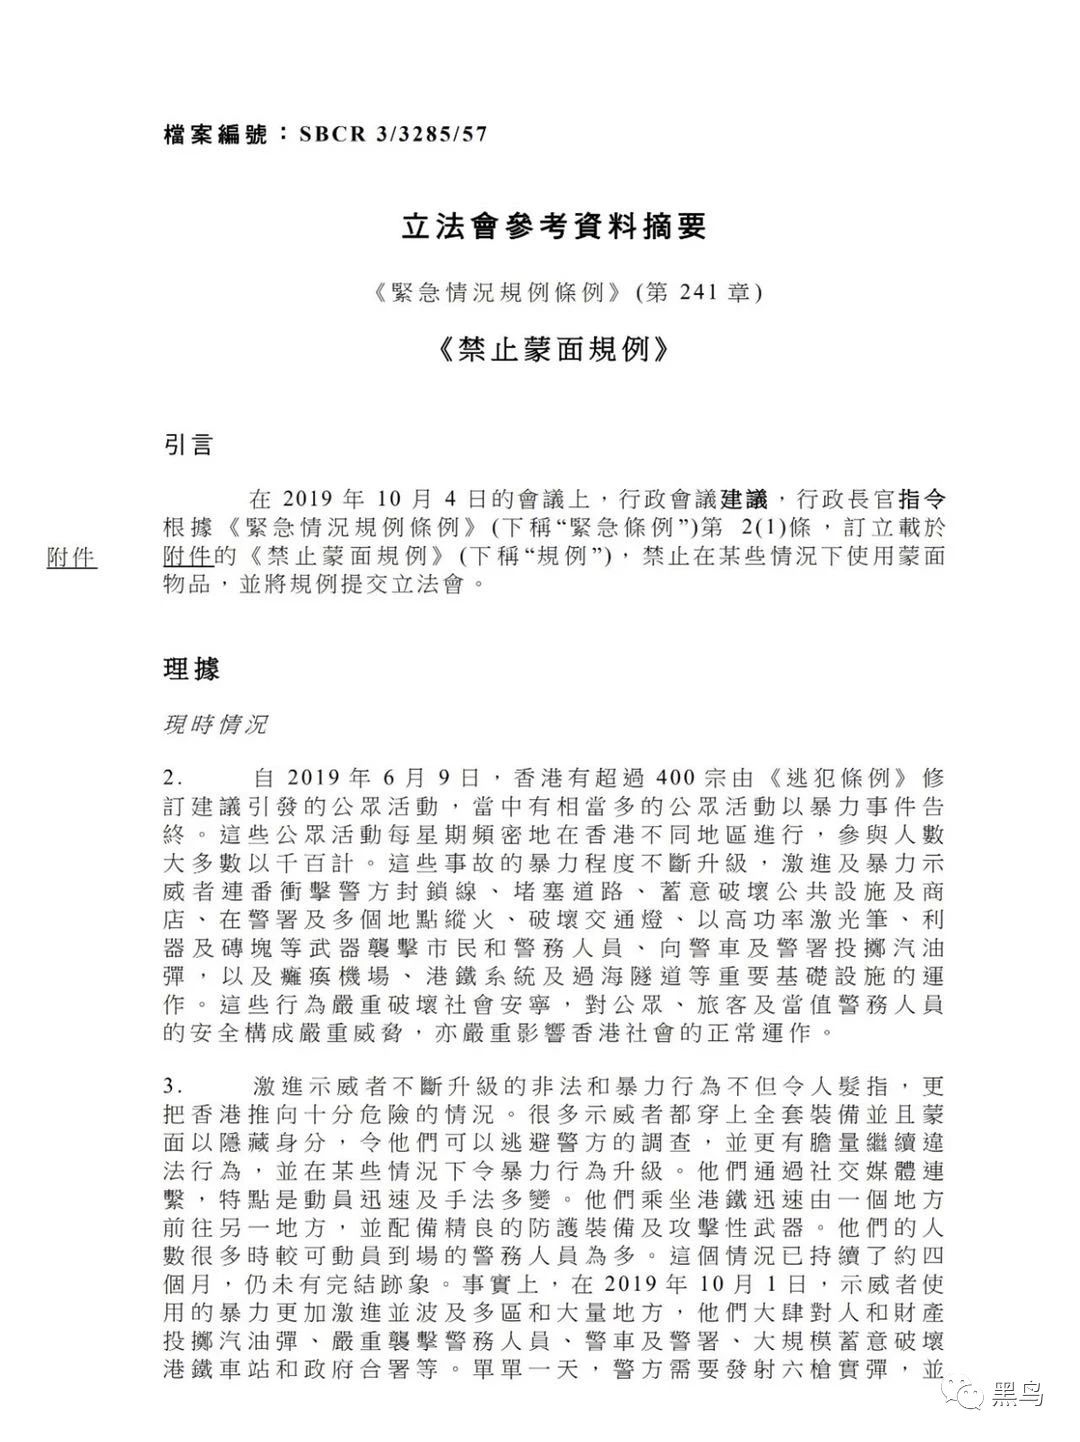 檔案編號：SBCR 3/3285/57
立法會參考資料摘要
《緊急情況規例條例》(第 241 章)
《禁止蒙面規例》
引言
在 2019 年 10 月 4 日的會議上，行政會議建議，行政長官指令
根據《緊急情況規例條例》(下稱“緊急條例”)第 2(1)條，訂立載於
附件
附件的《禁止蒙面規例》(下稱“規例”)，禁止在某些情況下使用蒙面
物品，並將規例提交立法會。
理據
現時情況
2. 自 2019 年 6 月 9 日，香港有超過 400 宗由《逃犯條例》修
訂建議引發的公眾活動，當中有相當多的公眾活動以暴力事件告
終。這些公眾活動每星期頻密地在香港不同地區進行，參與人數
大多數以千百計。這些事故的暴力程度不斷升級，激進及暴力示
威者連番衝擊警方封鎖線、堵塞道路、蓄意破壞公共設施及商
店、在警署及多個地點縱火、破壞交通燈、以高功率激光筆、利
器及磚塊等武器襲擊市民和警務人員、向警車及警署投擲汽油
彈，以及癱瘓機場、港鐵系統及過海隧道等重要基礎設施的運
作。這些行為嚴重破壞社會安寧，對公眾、旅客及當值警務人員
的安全構成嚴重威脅，亦嚴重影響香港社會的正常運作。
3. 激進示威者不斷升級的非法和暴力行為不但令人髮指，更
把香港推向十分危險的情況。很多示威者都穿上全套裝備並且蒙
面以隱藏身分，令他們可以逃避警方的調查，並更有膽量繼續違
法行為，並在某些情況下令暴力行為升級。他們通過社交媒體連
繫，特點是動員迅速及手法多變。他們乘坐港鐵迅速由一個地方
前往另一地方，並配備精良的防護裝備及攻擊性武器。他們的人
數很多時較可動員到場的警務人員為多。這個情況已持續了約四
個月，仍未有完結跡象。事實上，在 2019 年 10 月 1 日，示威者使
用的暴力更加激進並波及多區和大量地方，他們大肆對人和財產
投擲汽油彈、嚴重襲擊警務人員、警車及警署、大規模蓄意破壞
港鐵車站和政府合署等。單單一天，警方需要發射六槍實彈，並
黑鸟